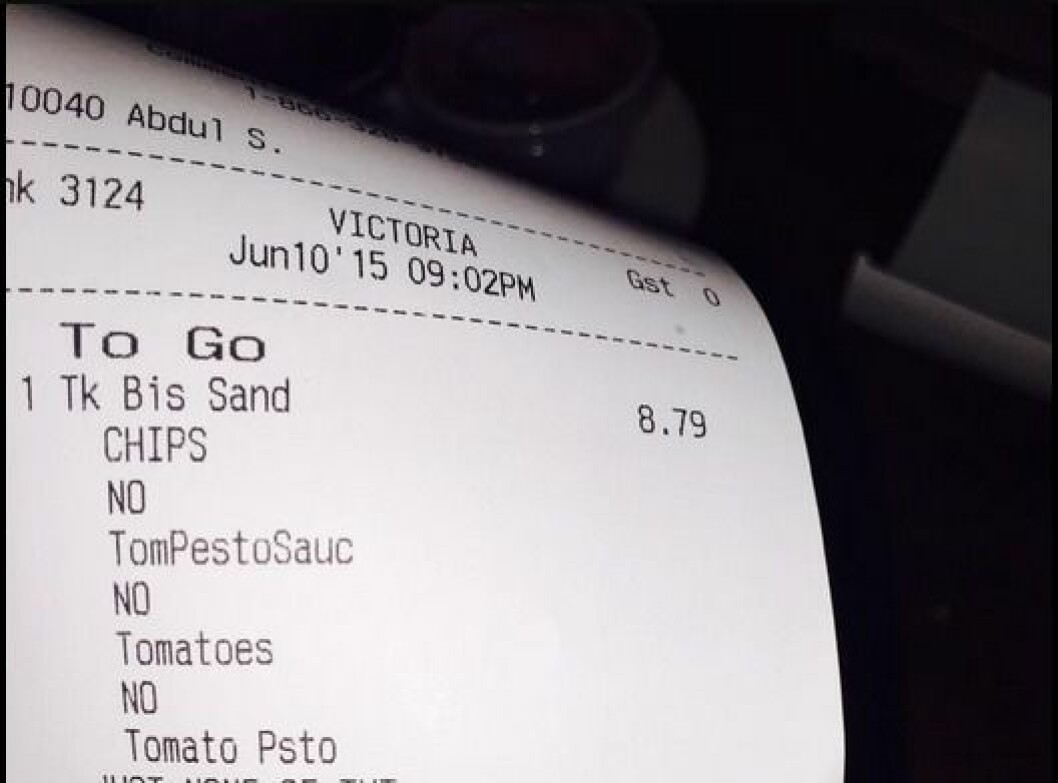 10040 Abdul S.
nk 3124
VICTORIA
Gst 0
Jun10'15 09:02PM
To Go
1 Tk Bis Sand 8.79
CHIPS
NO
TomPestoSauc
NO
Tomatoes
NO
Tomato Psto